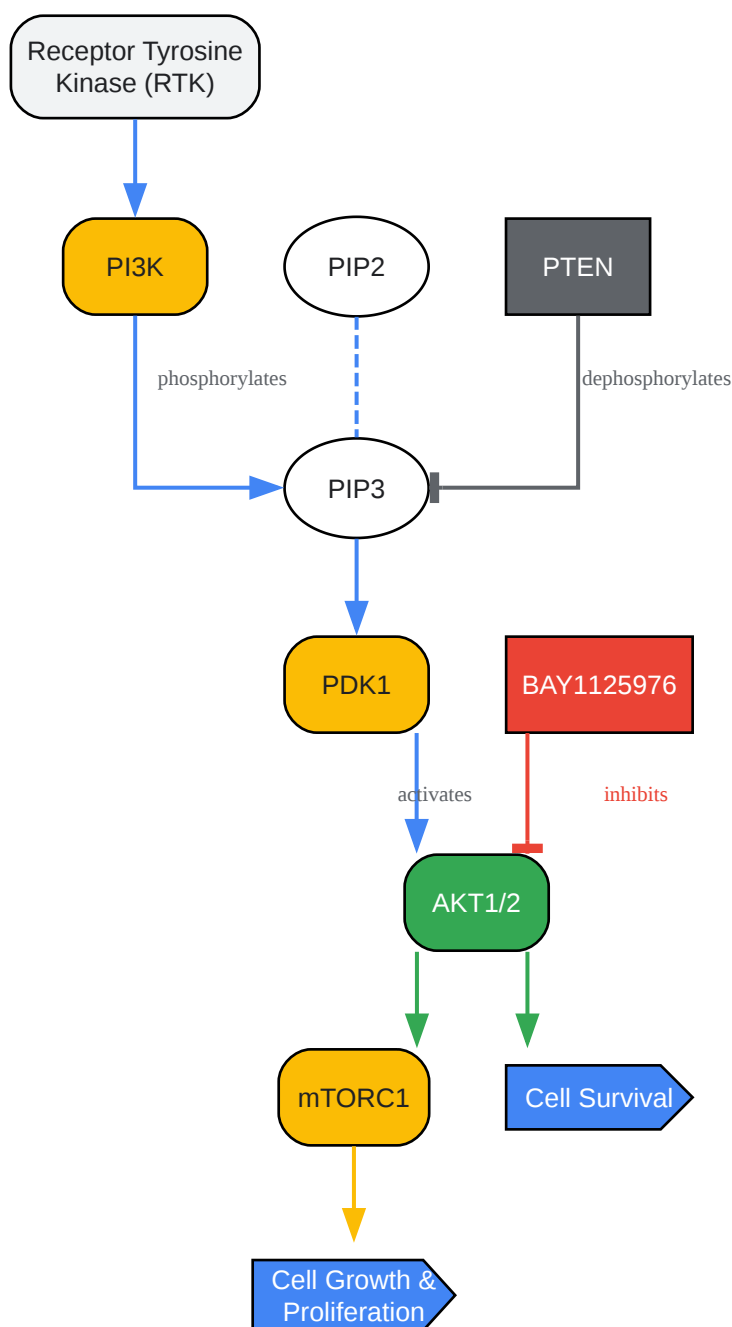 Receptor Tyrosine
Kinase (RTK)
PI3K
PIP2
PTEN
phosphorylates
dephosphorylates
PIP3
PDK1
BAY1125976
activates
inhibits
AKT1/2
mTORC1
Cell Survival
Cell Growth &
Proliferation